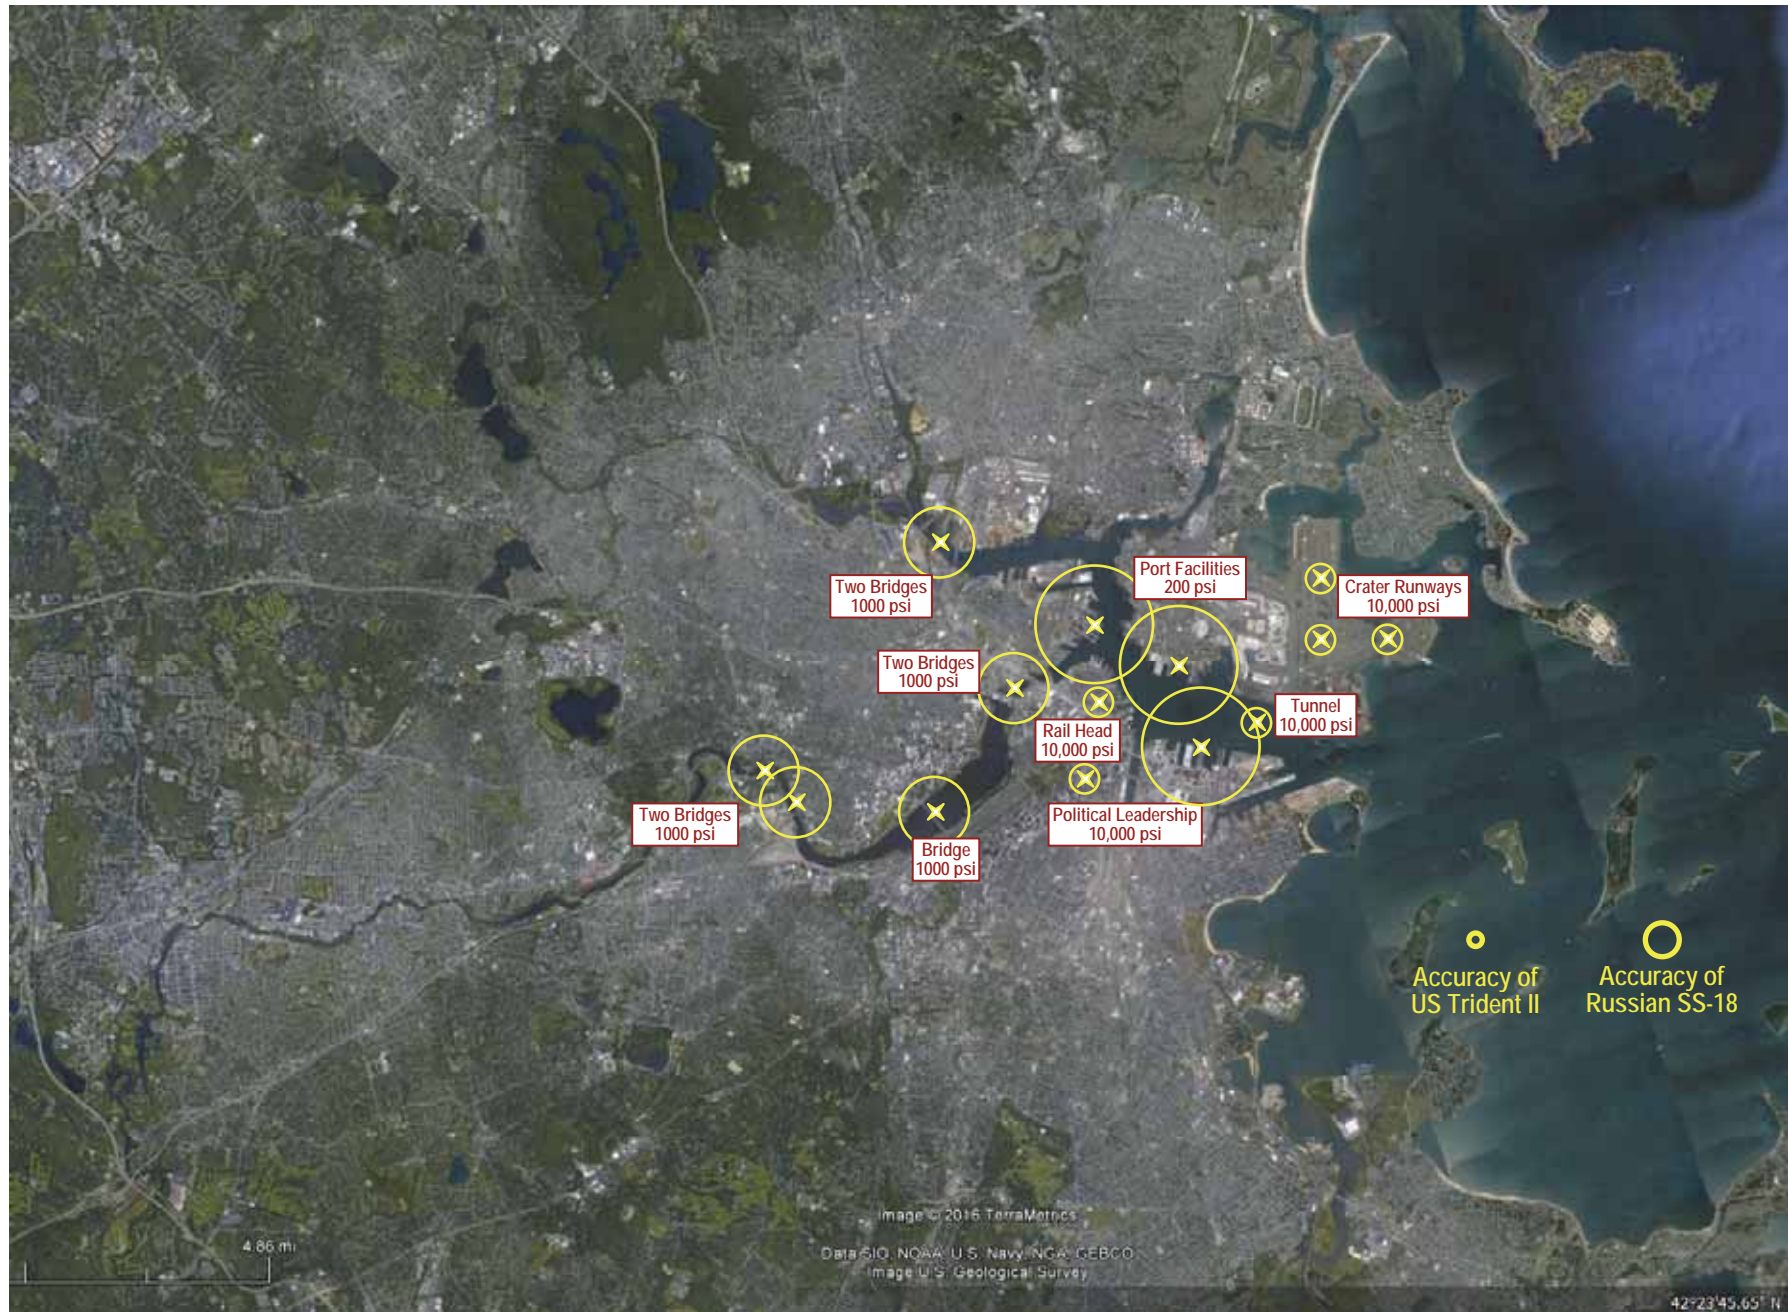 Port Facilities
200 psi
Two Bridges
1000 psi
Crater Runways
10,000 psi
Two Bridges
1000 psi
Tunnel
10,000 psi
Rail Head
10,000 psi
Two Bridges
1000 psi
Political Leadership
10,000 psi
Bridge
1000 psi
Accuracy of
US Trident II
Accuracy of
Russian SS-18
Image © 2016 TerraMetrics
4.86 mi
Data SIO, NOAA, U.S. Navy, NGA, GEBCO
Image U.S. Geological Survey
42°23'45.65" N